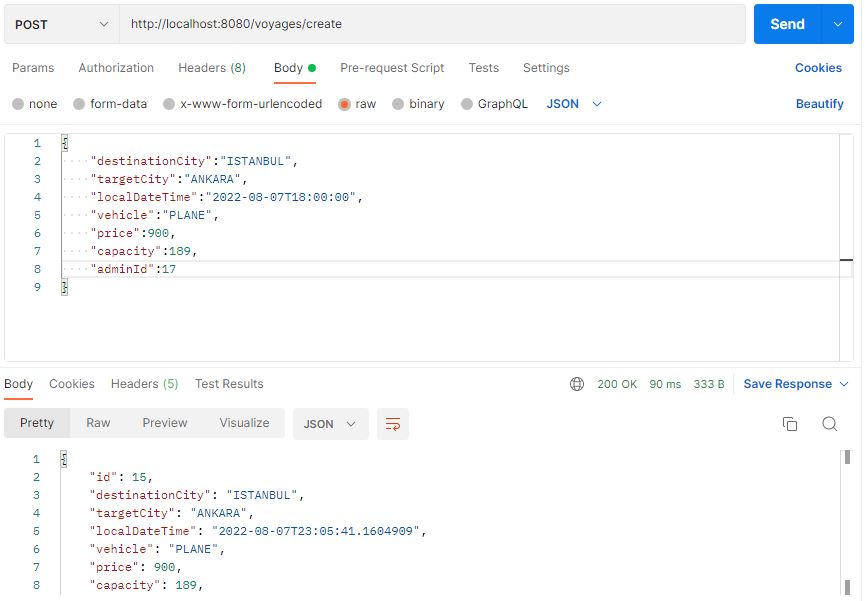 POST http://localhost:8080/voyages/create Send
Params Authorization Headers (8) Body Pre-request Script Tests Settings Cookies
none form-data x-www-form-urlencoded raw binary GraphQL JSON Beautify
1 {
2 "destinationCity":"ISTANBUL",
3 "targetCity":"ANKARA",
4 "localDateTime":"2022-08-07T18:00:00",
5 "vehicle":"PLANE",
6 "price":900,
7 "capacity":189,
8 "adminId":17
9 }
Body Cookies Headers (5) Test Results 200 OK 90 ms 333 B Save Response
Pretty Raw Preview Visualize JSON
1 {
2 "id": 15,
3 "destinationCity": "ISTANBUL",
4 "targetCity": "ANKARA",
5 "localDateTime": "2022-08-07T23:05:41.1604909",
6 "vehicle": "PLANE",
7 "price": 900,
8 "capacity": 189,